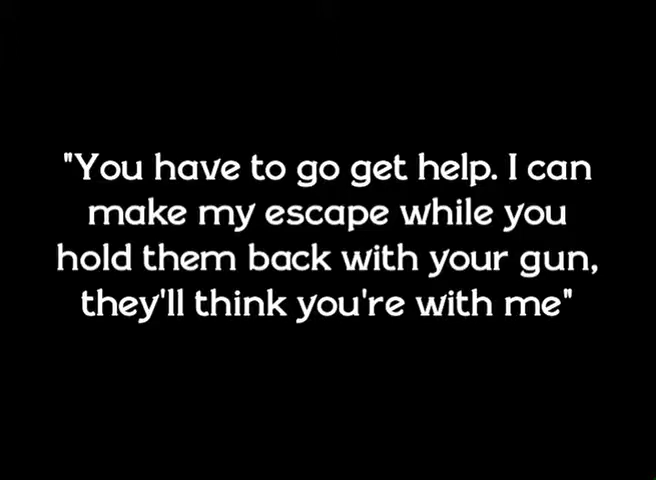 "You have to go get help. I can
make my escape while you
hold them back with your gun,
they'll think you're with me"